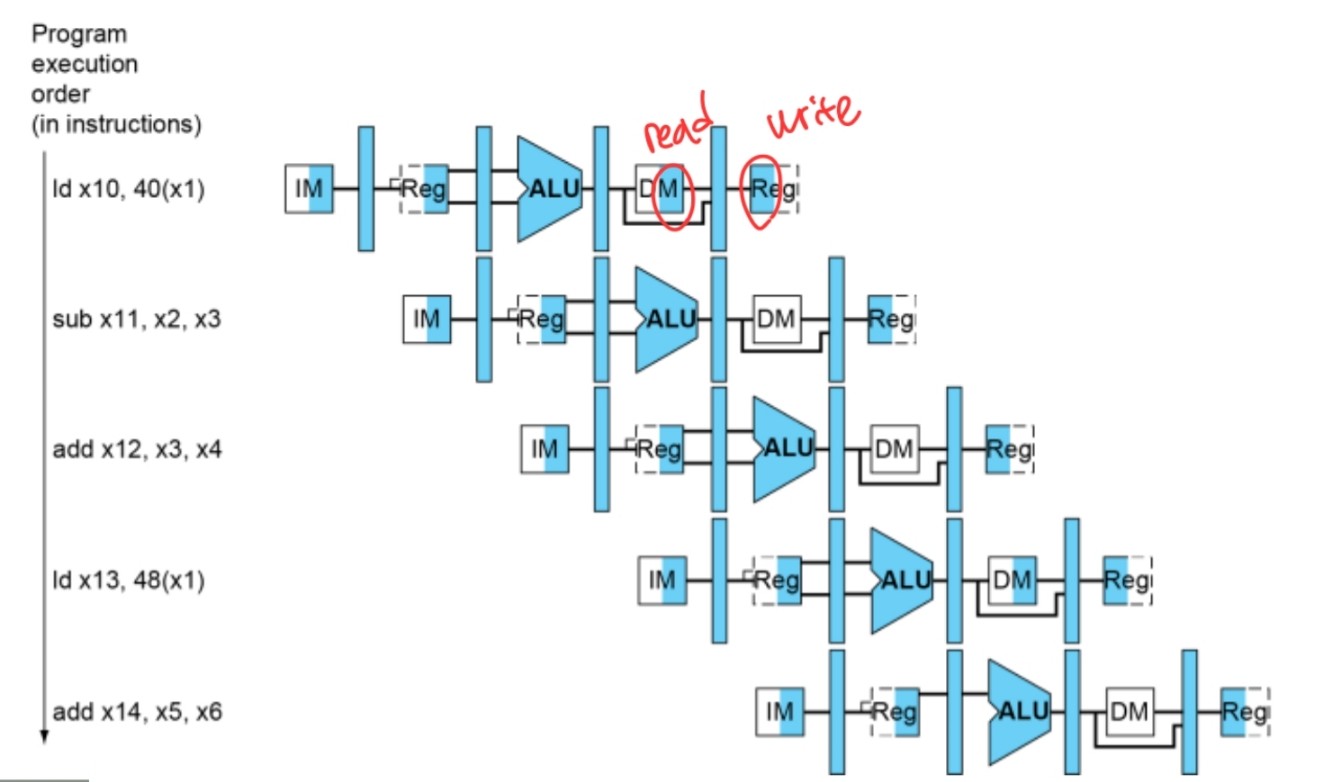 Program
execution
order
(in instructions)
read
write
ld x10, 40(x1)
IM
Reg
ALU
DM
Reg
sub x11, x2, x3
IM
Reg
ALU
DM
Reg
add x12, x3, x4
IM
Reg
ALU
DM
Reg
ld x13, 48(x1)
IM
Reg
ALU
DM
Reg
add x14, x5, x6
IM
Reg
ALU
DM
Reg